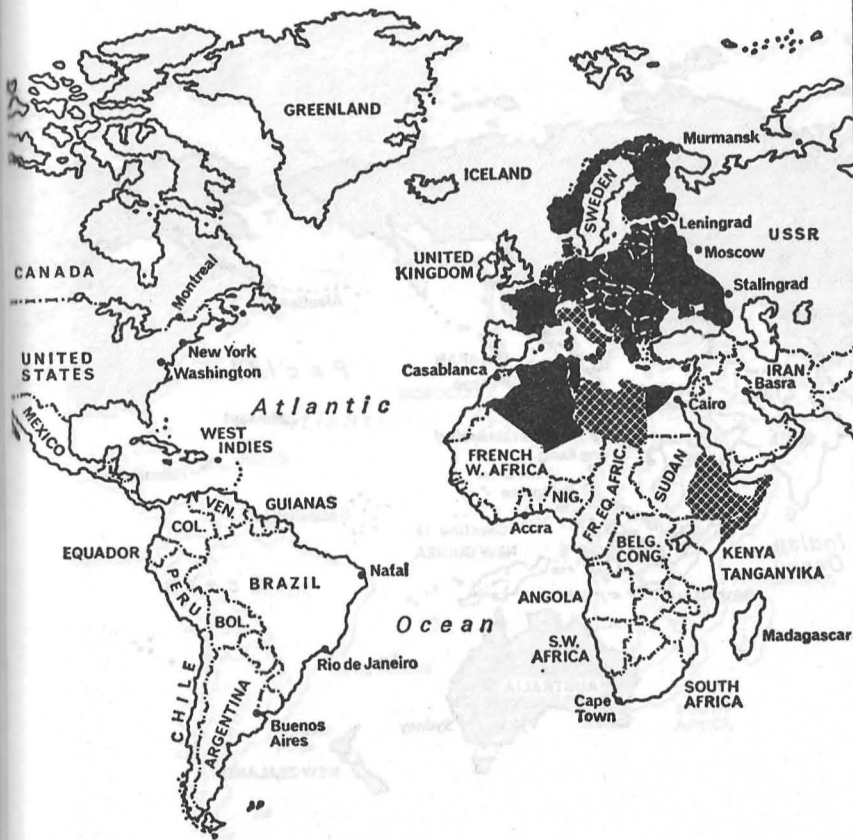 GREENLAND
ICELAND
Murmansk
SWEDEN
Leningrad
USSR
Moscow
UNITED
KINGDOM
Stalingrad
CANADA
Montreal
New York
UNITED
STATES
Washington
Casablanca
IRAN
Basra
Cairo
Atlantic
MEXICO
WEST
INDIES
FRENCH
W. AFRICA
NIG.
FR. EQ. AFRIC.
SUDAN
VEN.
GUIANAS
COL.
Accra
EQUADOR
BELG.
CONG.
KENYA
TANGANYIKA
PERU
BRAZIL
Natal
ANGOLA
BOL.
Ocean
Madagascar
Rio de Janeiro
S.W.
AFRICA
CHILE
ARGENTINA
SOUTH
AFRICA
Cape
Town
Buenos
Aires